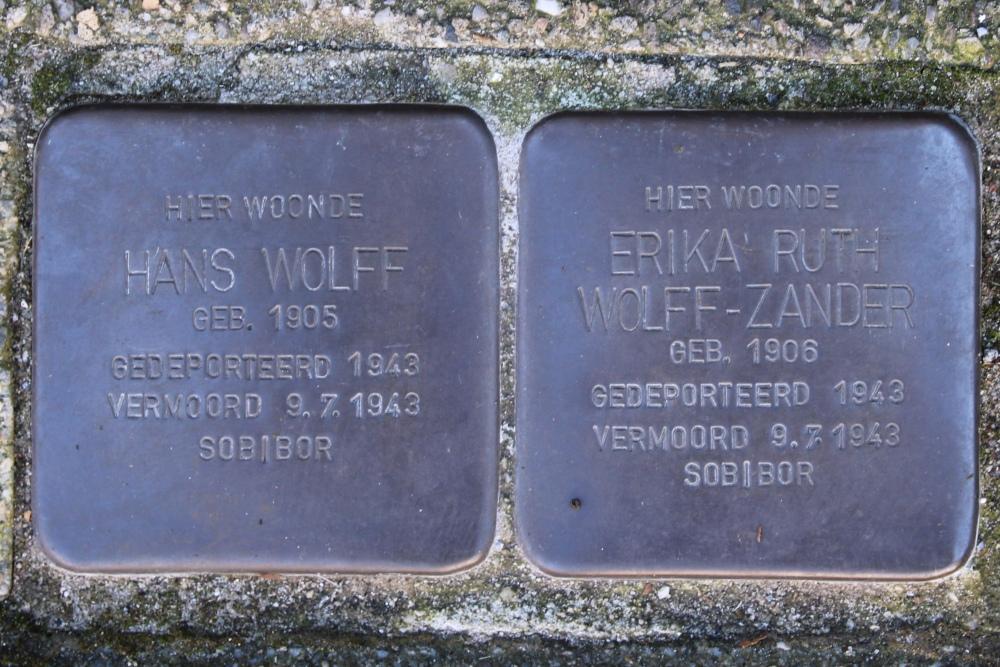 HIER WOONDE
HANS WOLFF
GEB. 1905
GEDEPORTEERD 1943
VERMOORD 9.7.1943
SOBIBOR
HIER WOONDE
ERIKA RUTH
WOLFF-ZANDER
GEB. 1906
GEDEPORTEERD 1943
VERMOORD 9.7.1943
SOBIBOR